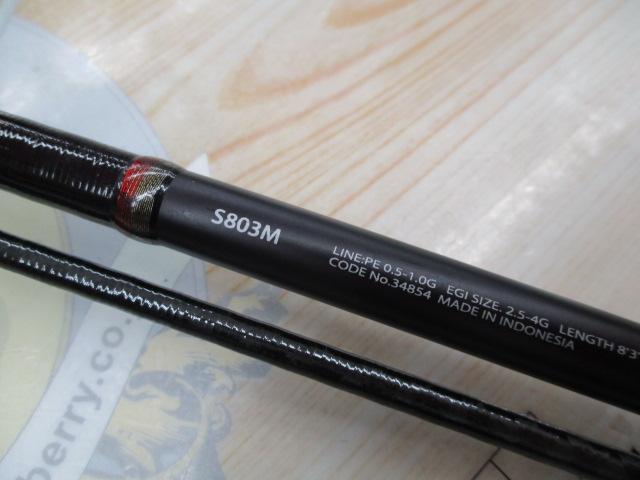 S803M
LINE:PE 0.5-1.0G EGI SIZE. 2.5-4G LENGTH 8'3"
CODE No.34854 MADE IN INDONESIA
berry.co.